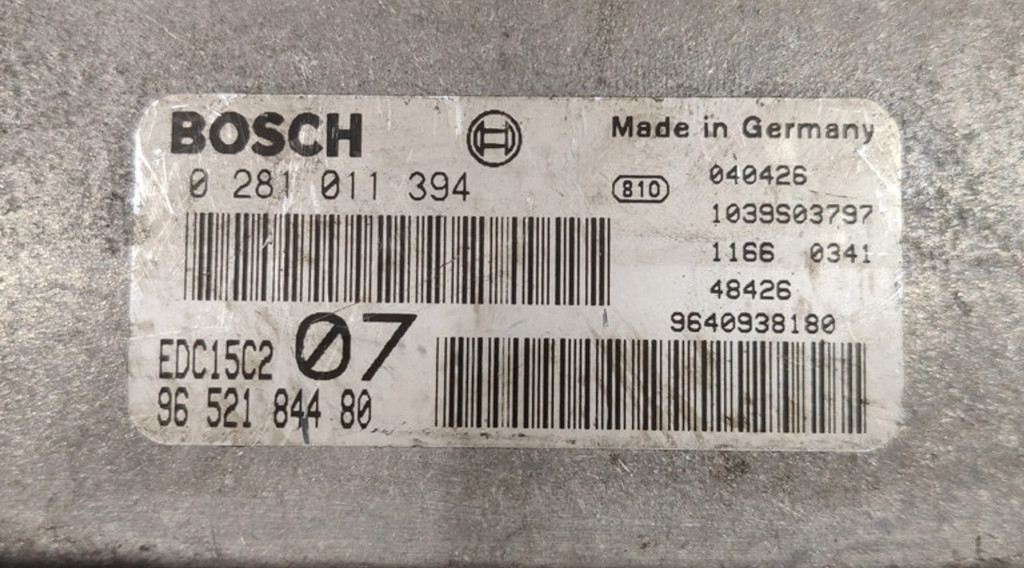 BOSCH
Made in Germany
0 281 011 394
810
040426
1039S03797
1166 0341
48426
9640938180
EDC15C2 07
96 521 844 80